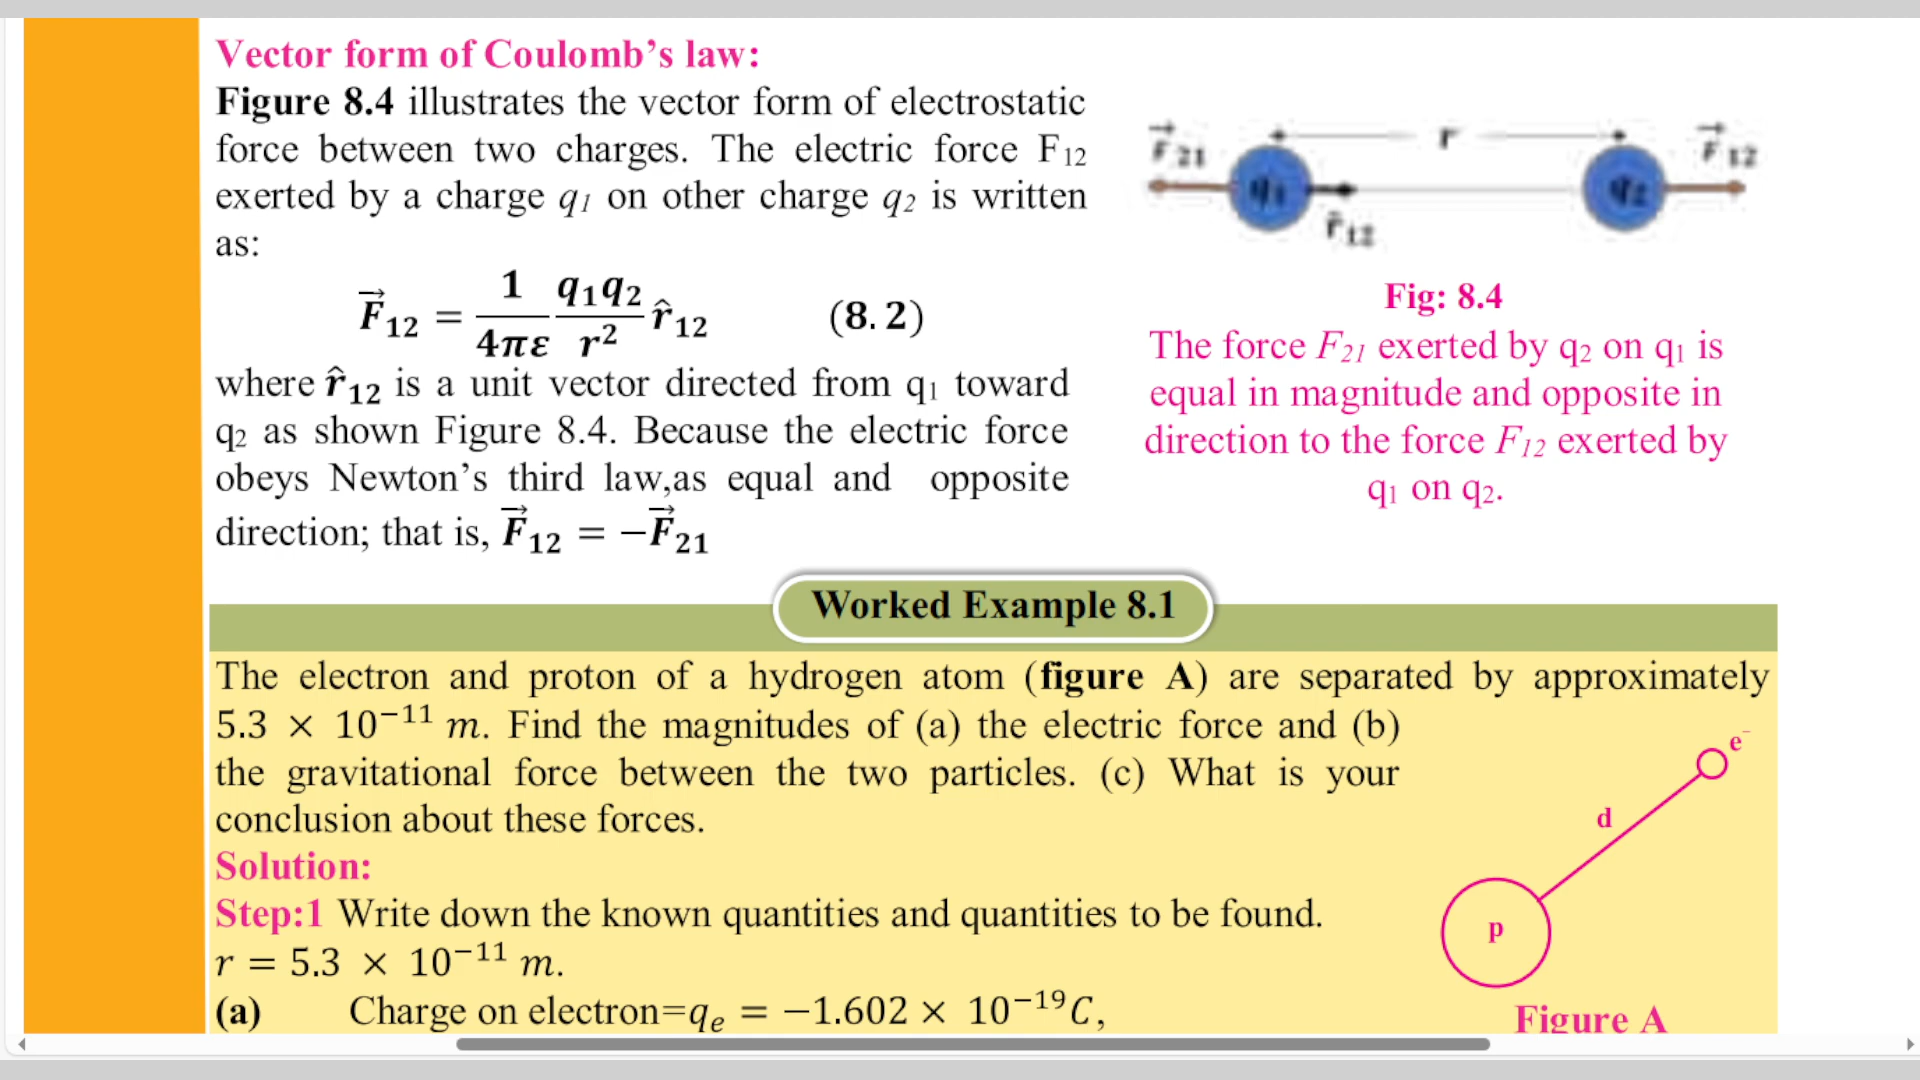 Vector form of Coulomb's law:
Figure 8.4 illustrates the vector form of electrostatic
force between two charges. The electric force F₁₂
exerted by a charge q₁ on other charge q₂ is written
as:
F⃗₁₂ = 1/4πε q₁q₂/r² r̂₁₂ (8.2)
where r̂₁₂ is a unit vector directed from q₁ toward
q₂ as shown Figure 8.4. Because the electric force
obeys Newton's third law,as equal and opposite
direction; that is, F⃗₁₂ = −F⃗₂₁
F⃗₂₁ r F⃗₁₂
q₁ q₂
r̂₁₂
Fig: 8.4
The force F₂₁ exerted by q₂ on q₁ is
equal in magnitude and opposite in
direction to the force F₁₂ exerted by
q₁ on q₂.
Worked Example 8.1
The electron and proton of a hydrogen atom (figure A) are separated by approximately
5.3 × 10⁻¹¹ m. Find the magnitudes of (a) the electric force and (b)
the gravitational force between the two particles. (c) What is your
conclusion about these forces.
Solution:
Step:1 Write down the known quantities and quantities to be found.
r = 5.3 × 10⁻¹¹ m.
(a) Charge on electron=qₑ = −1.602 × 10⁻¹⁹C,
e⁻
d
p
Figure A